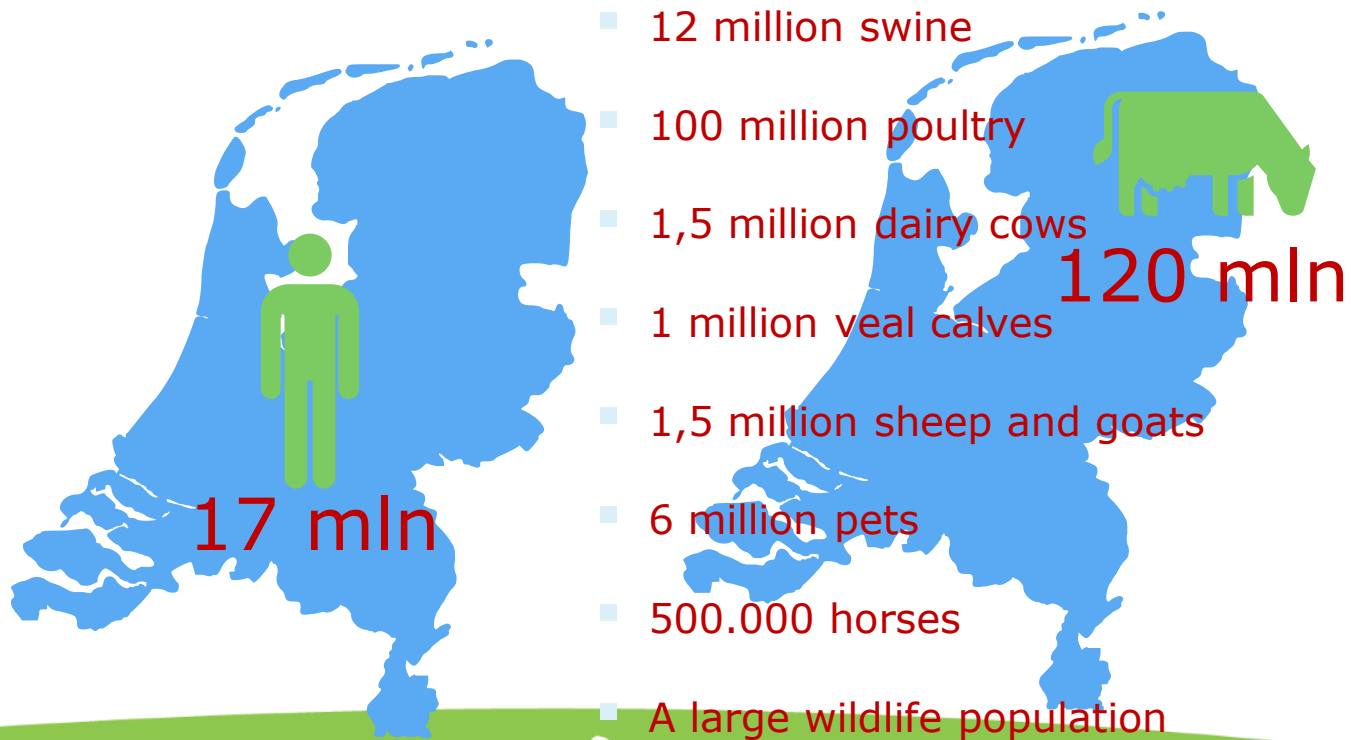 12 million swine
100 million poultry
1,5 million dairy cows
120 mln
1 million veal calves
1,5 million sheep and goats
17 mln
6 million pets
500.000 horses
A large wildlife population